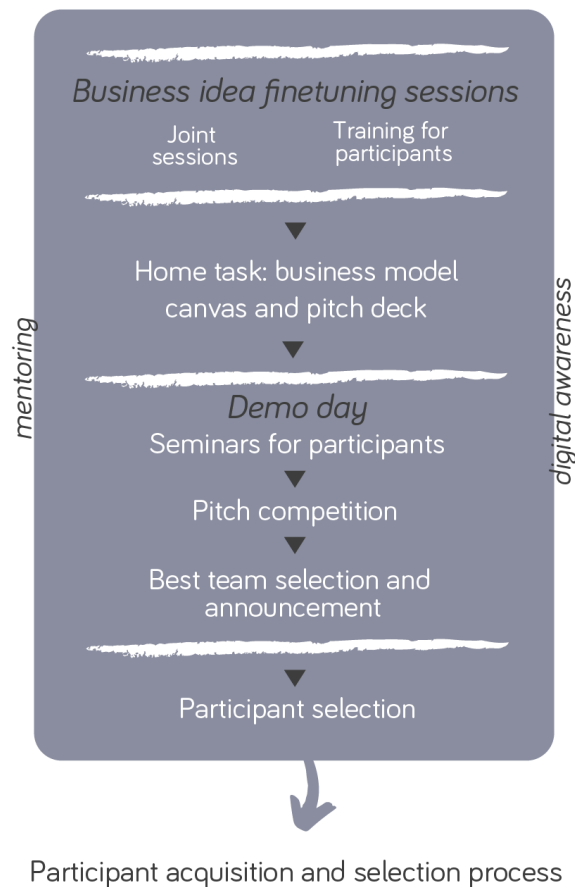 Business idea finetuning sessions
Joint
sessions
Training for
participants
Home task: business model
canvas and pitch deck
mentoring
digital awareness
Demo day
Seminars for participants
Pitch competition
Best team selection and
announcement
Participant selection
Participant acquisition and selection process